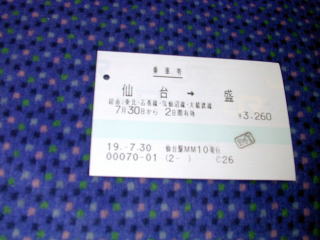 乗車券
仙台 → 盛
経由:東北・石巻線・気仙沼線・大船渡線
7月30日から 2日間有効 ¥3,260
19.-7.30 仙台駅MM10発行
00070-01 (2- ) C26